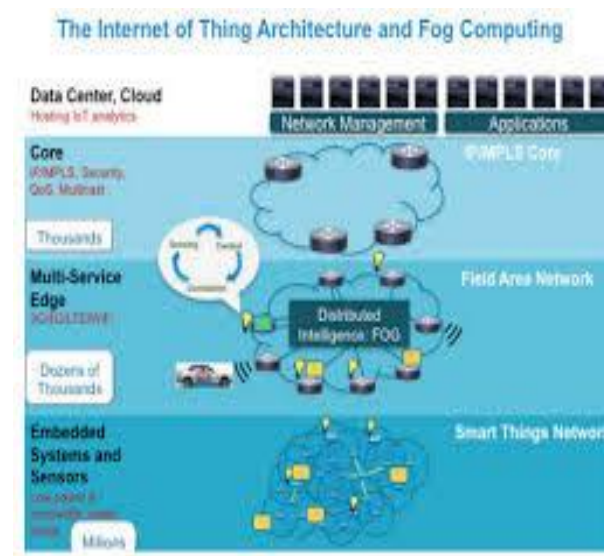 The Internet of Thing Architecture and Fog Computing
Data Center, Cloud
Hosting IoT analytics
Network Management
Applications
Core
IP/MPLS, Security,
QoS, Multicast
IP/MPLS Core
Thousands
Sensing
Control
Multi-Service
Edge
Field Area Network
Distributed
Intelligence: FOG
Dozens of
Thousands
Embedded
Systems and
Sensors
Smart Things Network
Millions